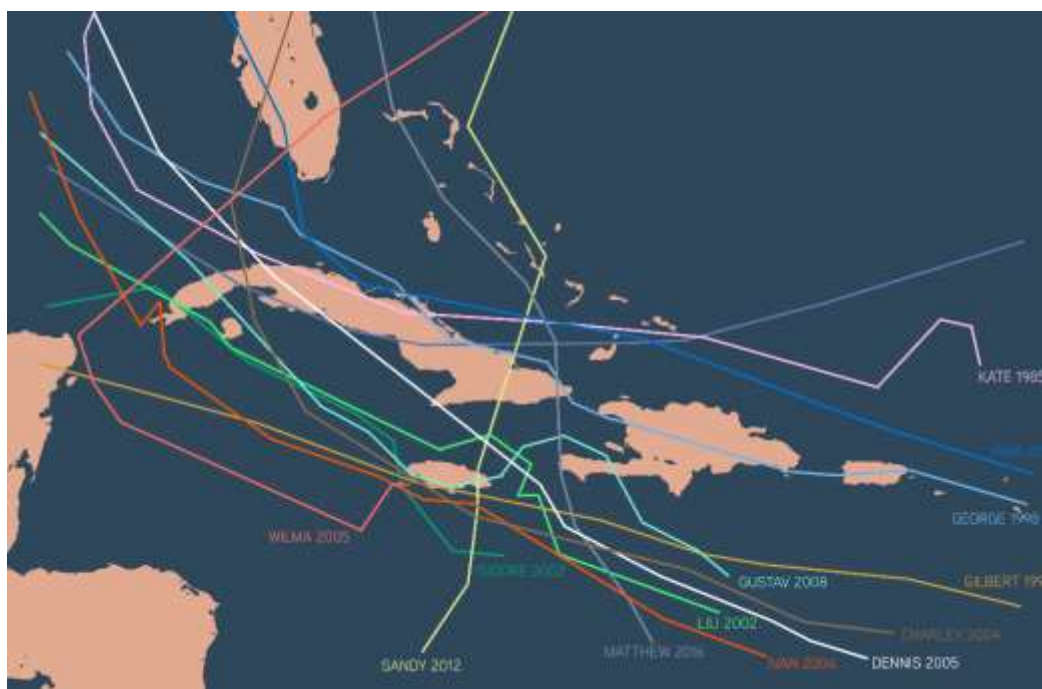 KATE 1985
GEORGE 1998
WILMA 2005
ISIDORE 2002
GUSTAV 2008
GILBERT 19
LILI 2002
CHARLEY 2004
MATTHEW 2016
SANDY 2012
IVAN 2004
DENNIS 2005